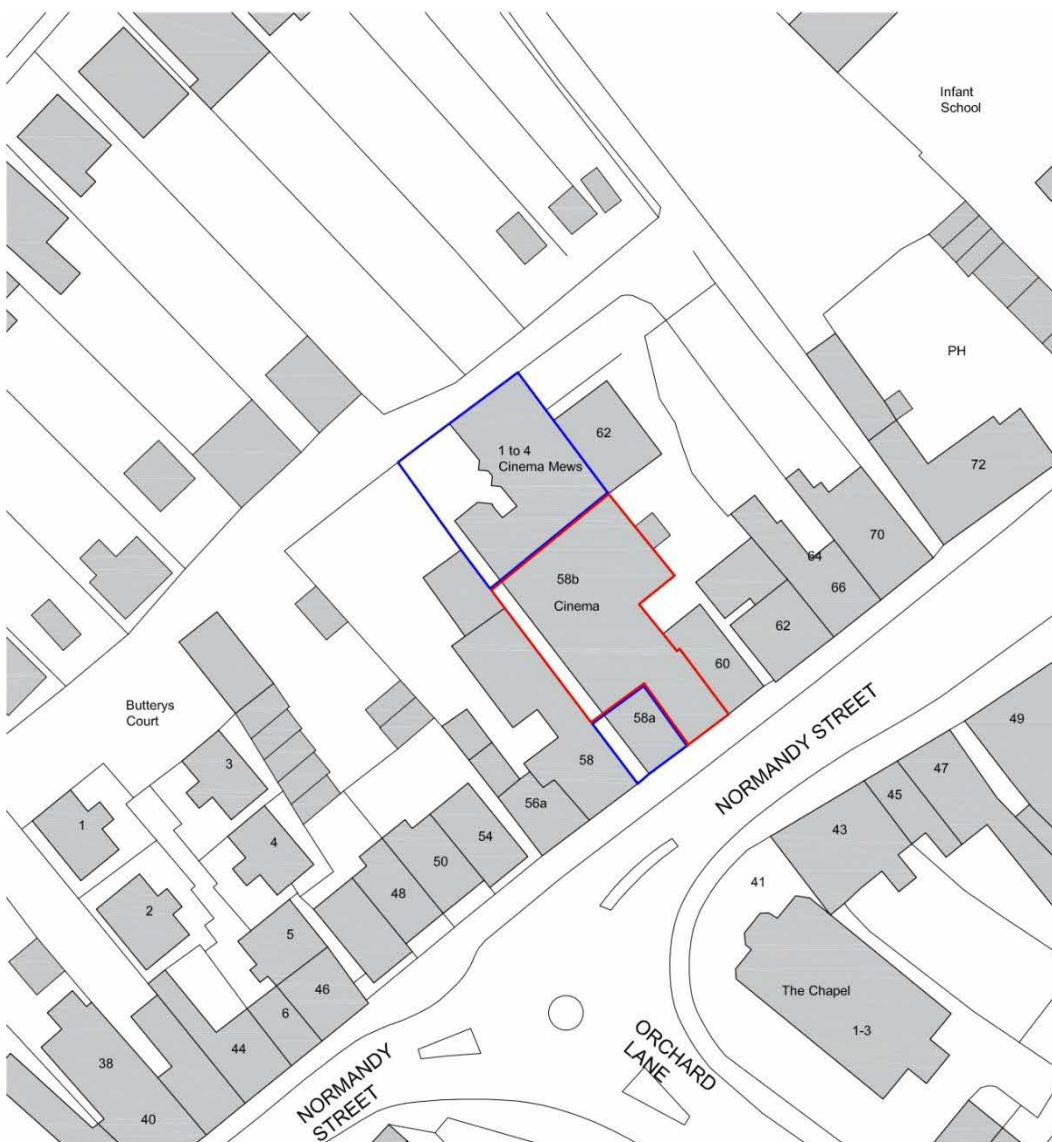 Infant
School
PH
62
1 to 4
Cinema Mews
72
70
64
66
58b
Cinema
62
60
58a
Butterys
Court
NORMANDY STREET
49
58
3
56a
47
45
1
54
43
4
50
48
41
2
5
46
The Chapel
6
1-3
44
38
ORCHARD
LANE
NORMANDY
STREET
40